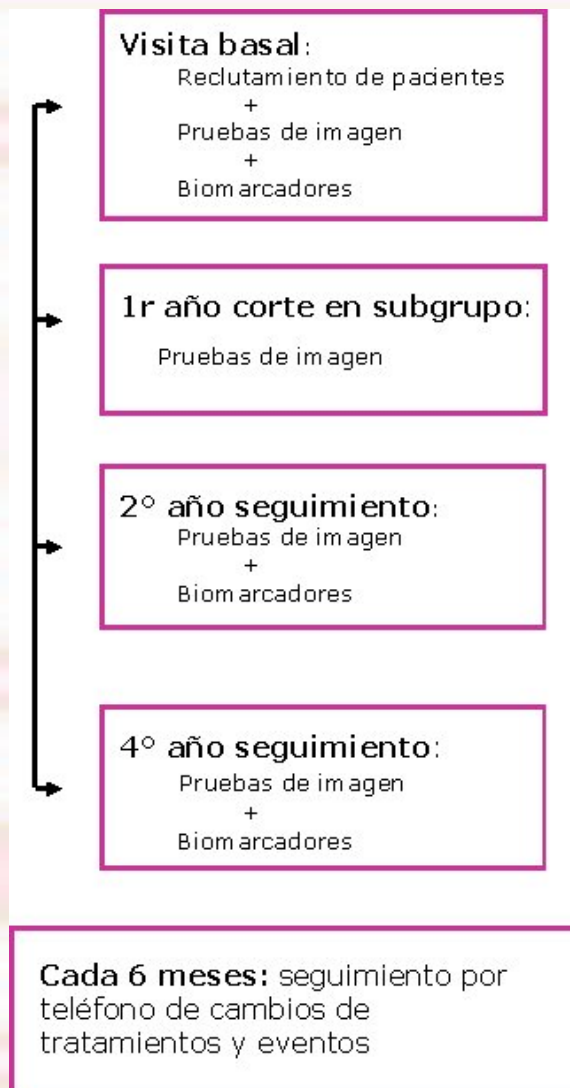 Visita basal:
Reclutamiento de pacientes
+
Pruebas de imagen
+
Biomarcadores
1r año corte en subgrupo:
Pruebas de imagen
2º año seguimiento:
Pruebas de imagen
+
Biomarcadores
4º año seguimiento:
Pruebas de imagen
+
Biomarcadores
Cada 6 meses: seguimiento por
teléfono de cambios de
tratamientos y eventos